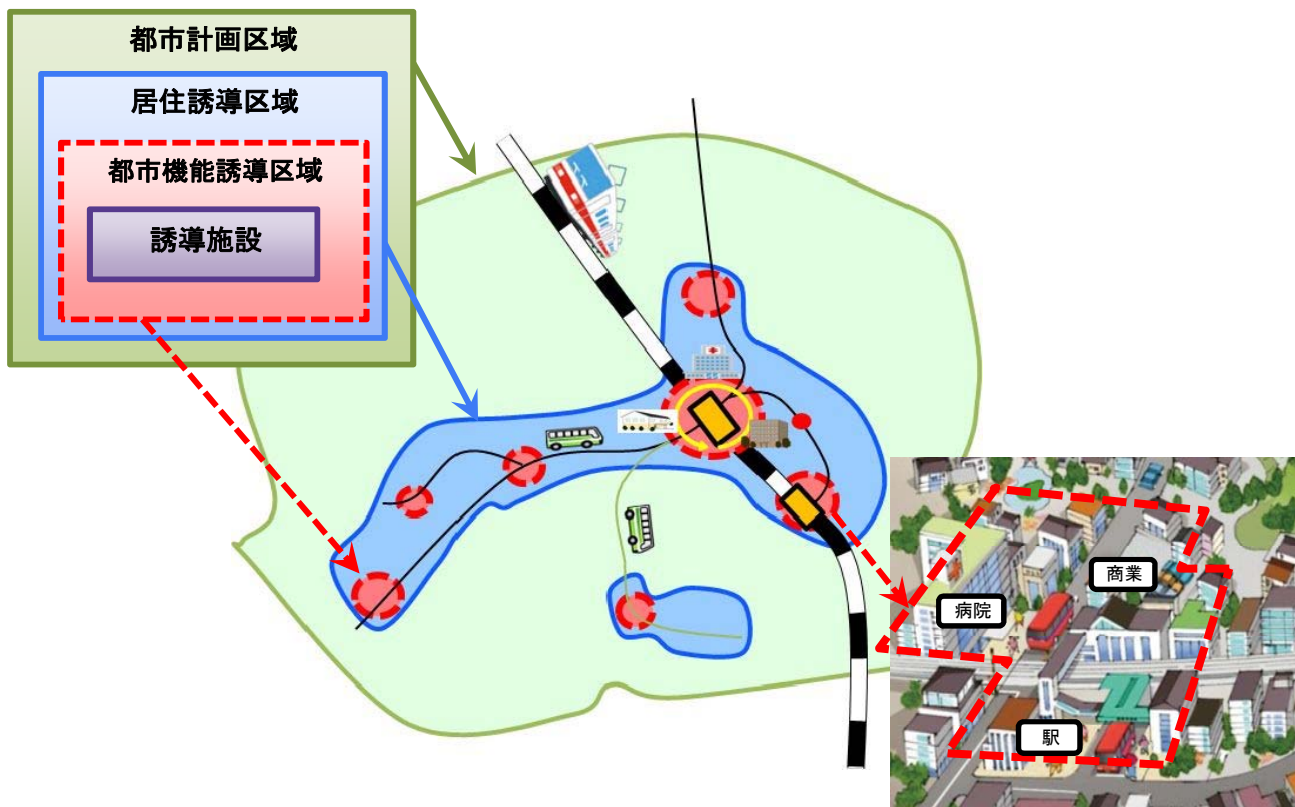 都市計画区域
居住誘導区域
都市機能誘導区域
誘導施設
商業
病院
駅